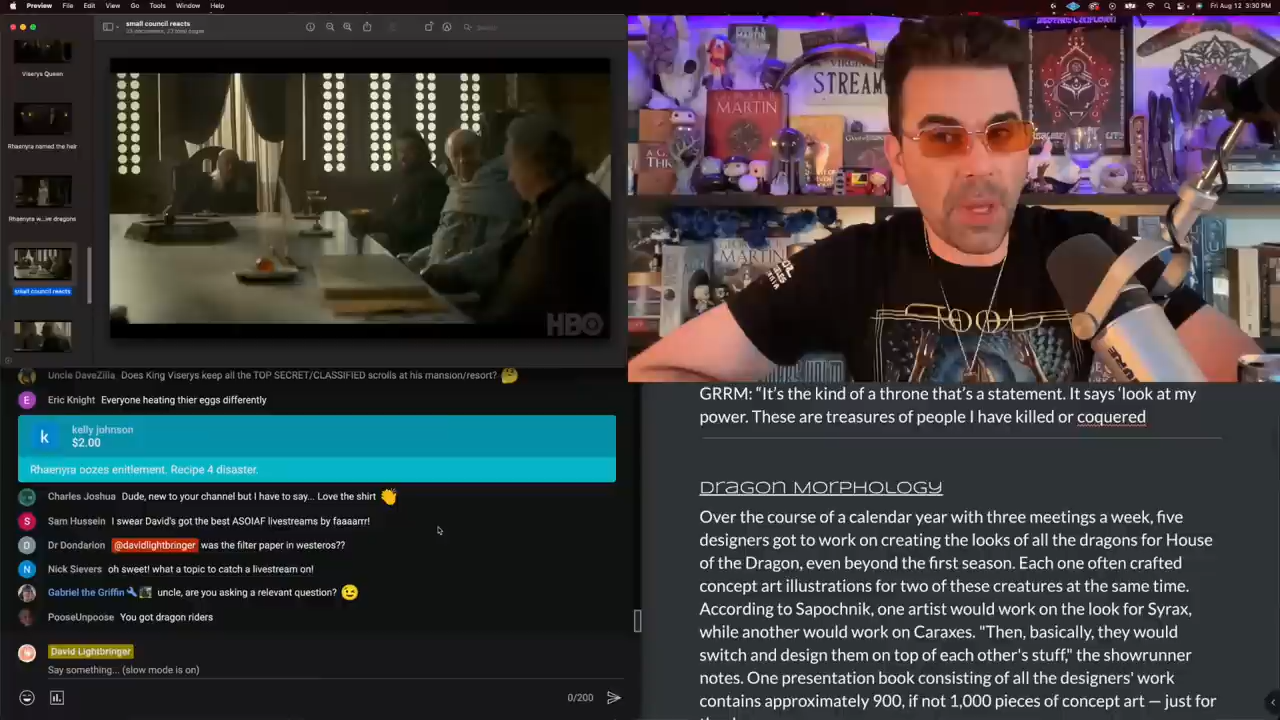 Preview File Edit View Go Tools Window Help
Fri Aug 12 3:30 PM
small council reacts
Viserys Queen
Rhaenyra named the heir
Rhaenyra w...ive dragons
small council reacts
HBO
STREAM
MARTIN
TOOL
Uncle DaveZilla Does King Viserys keep all the TOP SECRET/CLASSIFIED scrolls at his mansion/resort?
Eric Knight Everyone heating thier eggs differently
k
kelly johnson
$2.00
Rhaenyra oozes enitlement. Recipe 4 disaster.
Charles Joshua Dude, new to your channel but I have to say... Love the shirt
Sam Hussein I swear David's got the best ASOIAF livestreams by faaaarr!
Dr Dondarion @davidlightbringer was the filter paper in westeros??
Nick Sievers oh sweet! what a topic to catch a livestream on!
Gabriel the Griffin uncle, are you asking a relevant question?
PooseUnpoose You got dragon riders
David Lightbringer
Say something... (slow mode is on)
0/200
GRRM: “It’s the kind of a throne that’s a statement. It says ‘look at my
power. These are treasures of people I have killed or coquered
Dragon Morphology
Over the course of a calendar year with three meetings a week, five
designers got to work on creating the looks of all the dragons for House
of the Dragon, even beyond the first season. Each one often crafted
concept art illustrations for two of these creatures at the same time.
According to Sapochnik, one artist would work on the look for Syrax,
while another would work on Caraxes. "Then, basically, they would
switch and design them on top of each other's stuff," the showrunner
notes. One presentation book consisting of all the designers' work
contains approximately 900, if not 1,000 pieces of concept art — just for